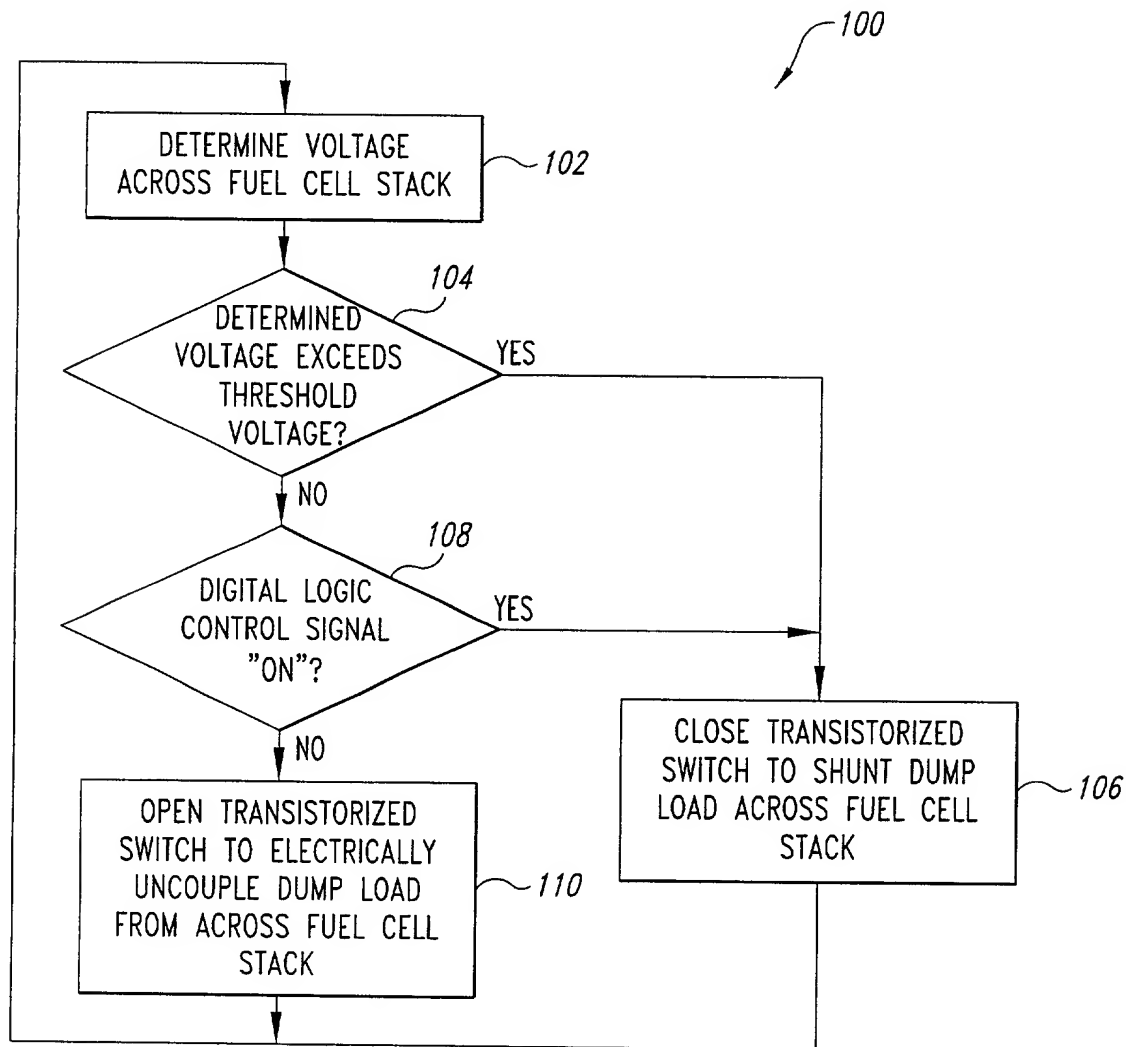 100
DETERMINE VOLTAGE
ACROSS FUEL CELL STACK
102
104
DETERMINED
VOLTAGE EXCEEDS
THRESHOLD
VOLTAGE?
YES
NO
108
DIGITAL LOGIC
CONTROL SIGNAL
"ON"?
YES
NO
CLOSE TRANSISTORIZED
SWITCH TO SHUNT DUMP
LOAD ACROSS FUEL CELL
STACK
106
OPEN TRANSISTORIZED
SWITCH TO ELECTRICALLY
UNCOUPLE DUMP LOAD
FROM ACROSS FUEL CELL
STACK
110